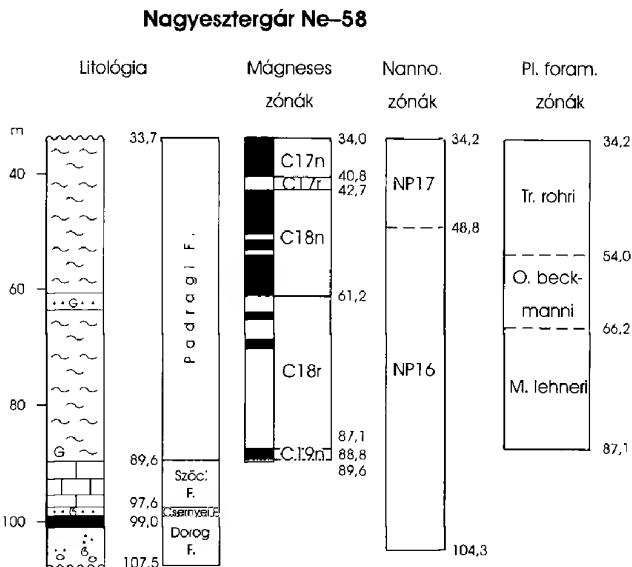 Nagyesztergár Ne–58
Litológia
Mágneses
zónák
Nanno.
zónák
Pl. foram.
zónák
m
40
60
80
100
G
G
G
33,7
89,6
97,6
99,0
107,5
Padragi F.
Szőc.
F.
Csernyei F.
Dorog
F.
C17n
C17r
C18n
C18r
C19n
34,0
40,8
42,7
61,2
87,1
88,8
89,6
NP17
NP16
34,2
48,8
104,3
Tr. rohri
O. beck-
manni
M. lehneri
34,2
54,0
66,2
87,1